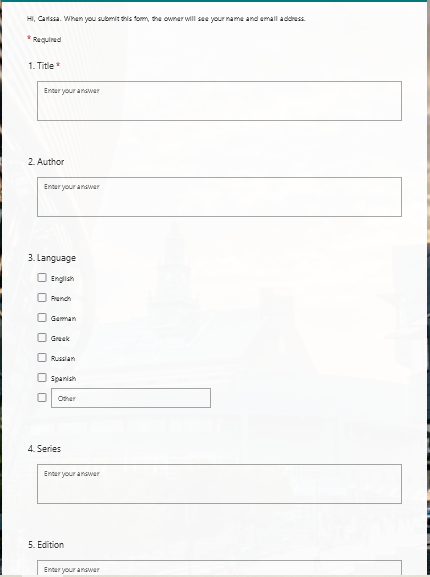 Hi, Carissa. When you submit this form, the owner will see your name and email address.
* Required
1. Title *
Enter your answer
2. Author
Enter your answer
3. Language
English
French
German
Greek
Russian
Spanish
Other
4. Series
Enter your answer
5. Edition
Enter your answer